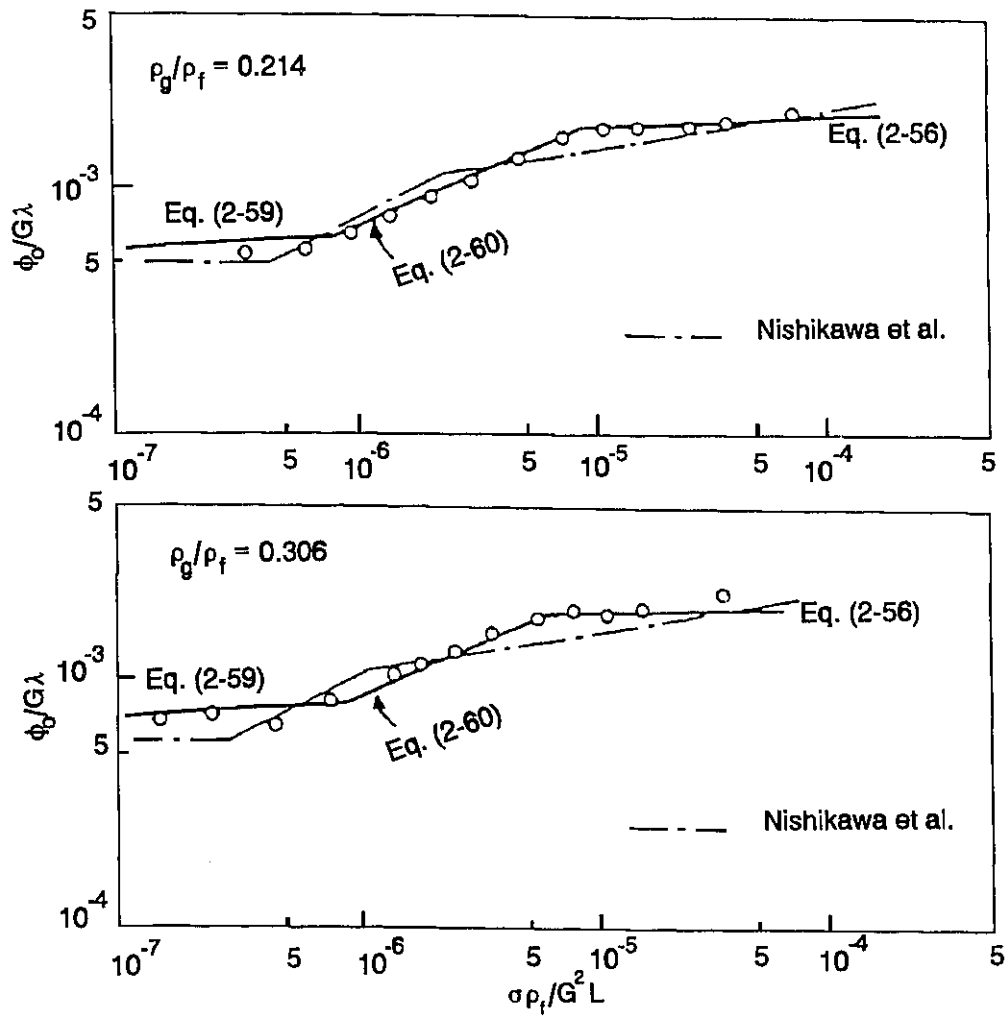 5
ρg/ρf = 0.214
Eq. (2-56)
10-3
Eq. (2-59)
ϕo/Gλ
5
Eq. (2-60)
Nishikawa et al.
10-4
10-7 5 10-6 5 10-5 5 10-4 5
5
ρg/ρf = 0.306
Eq. (2-56)
10-3
Eq. (2-59)
ϕo/Gλ
5
Eq. (2-60)
Nishikawa et al.
10-4
10-7 5 10-6 5 10-5 5 10-4 5
σρf/G2L